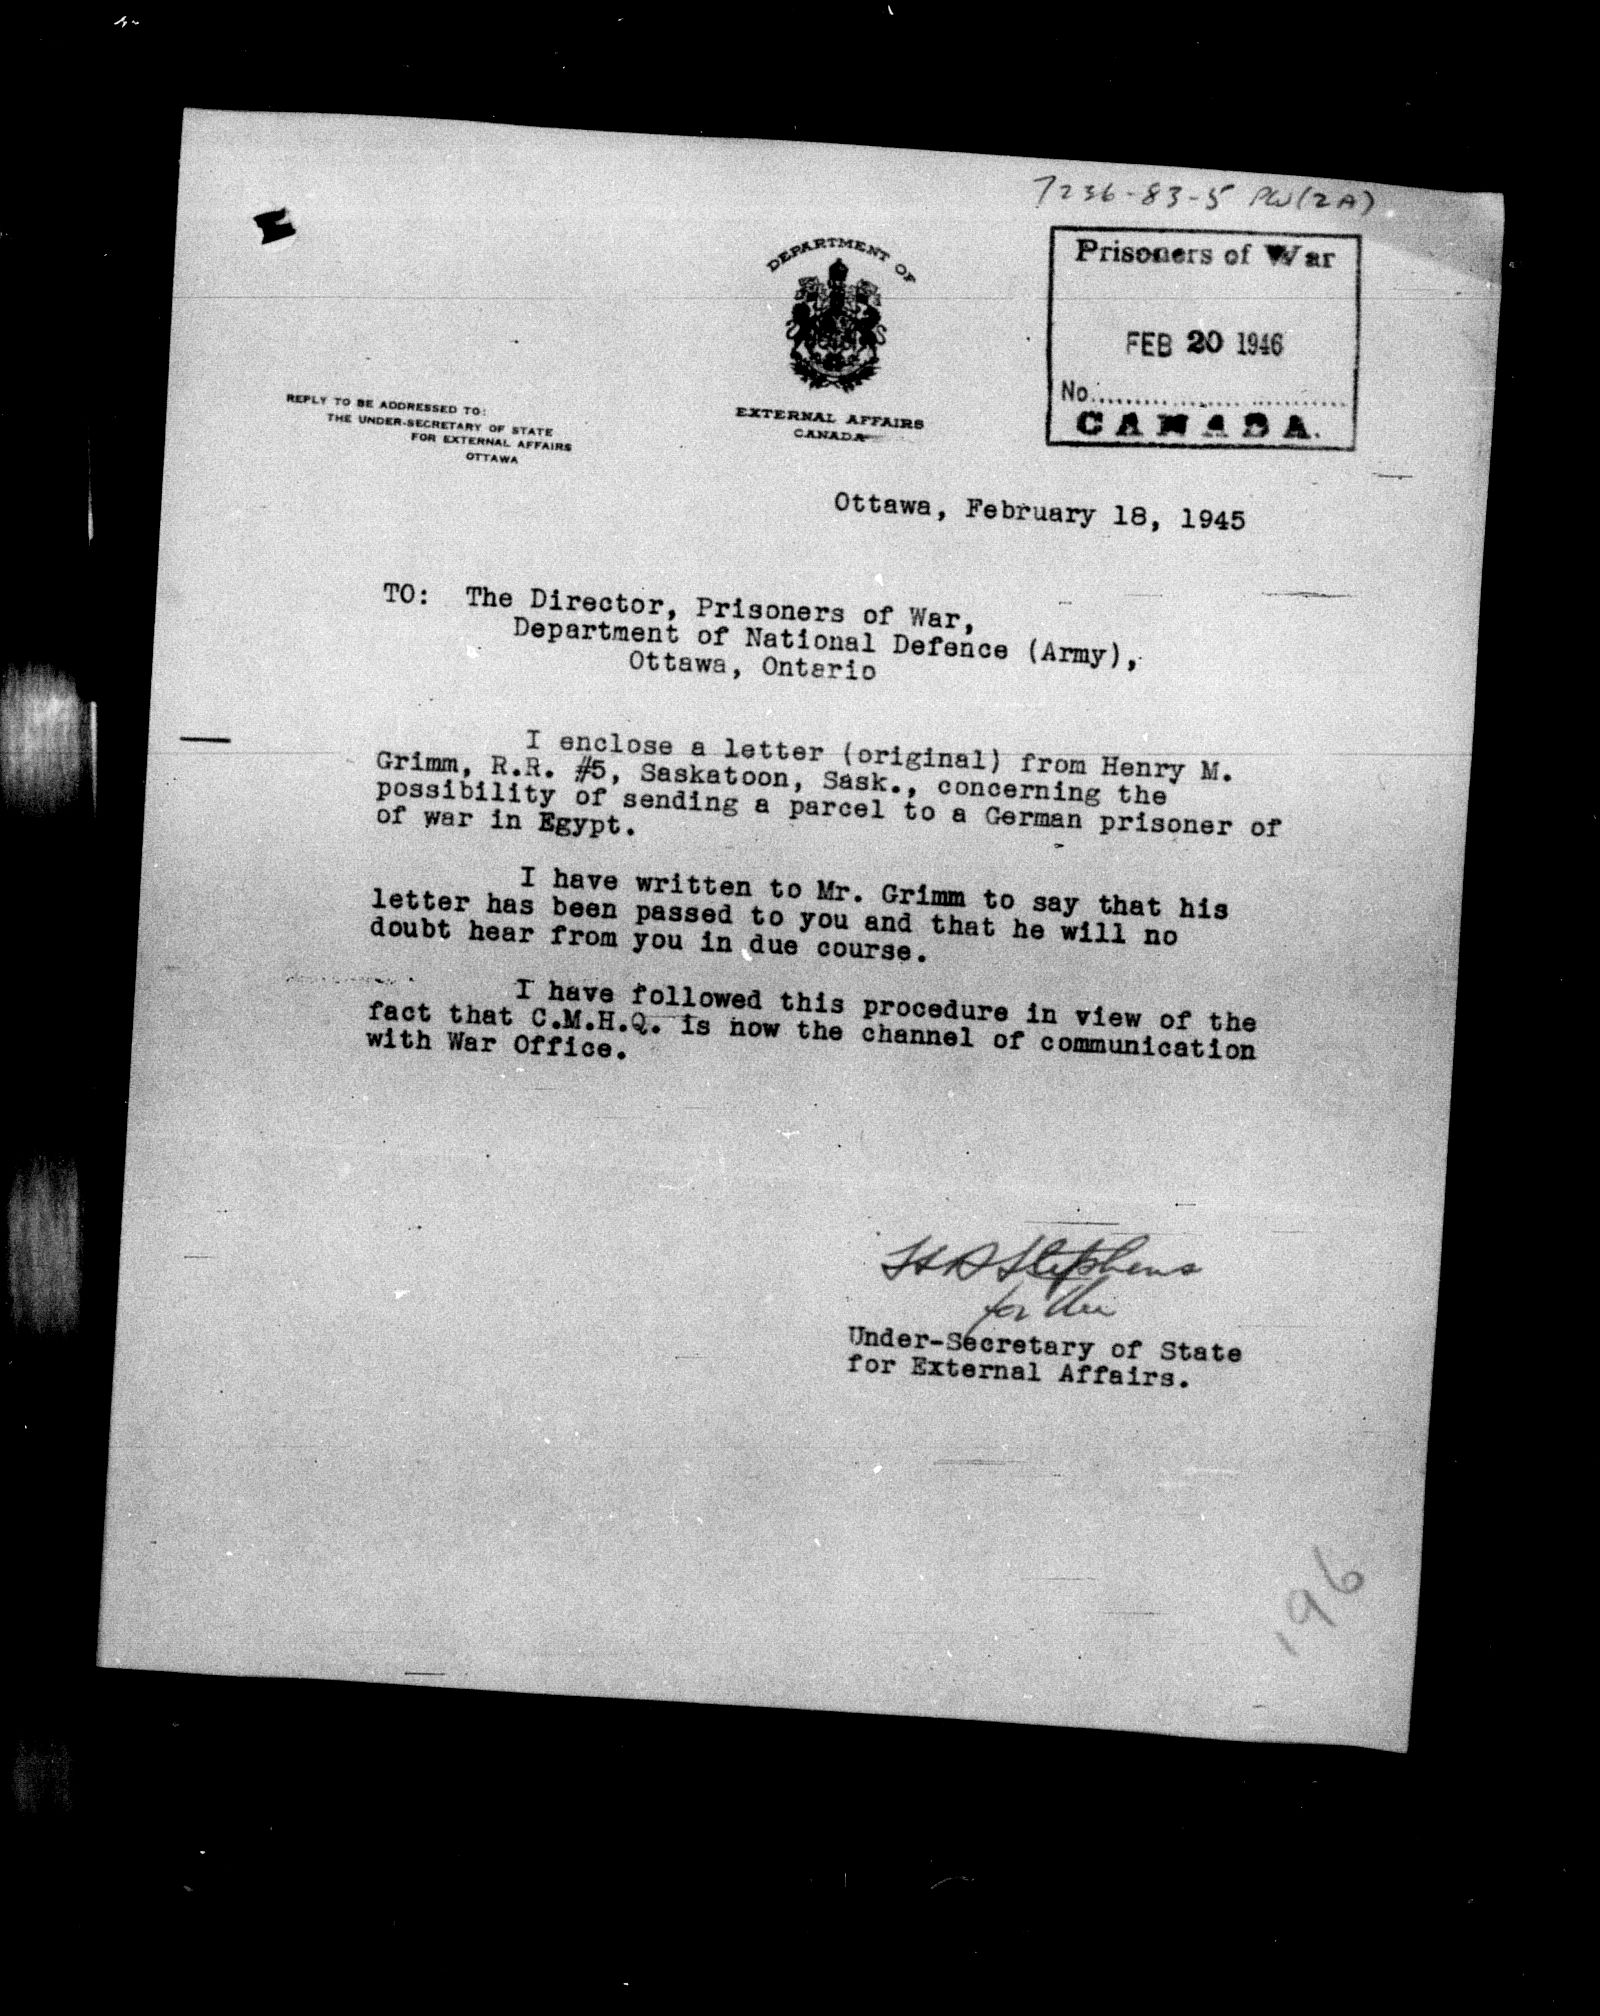 7236-83-5 PW(2A)
Prisoners of War
FEB 20 1946
No.
CANADA.
DEPARTMENT OF
EXTERNAL AFFAIRS
CANADA
REPLY TO BE ADDRESSED TO:
THE UNDER-SECRETARY OF STATE
FOR EXTERNAL AFFAIRS
OTTAWA
Ottawa, February 18, 1945
TO: The Director, Prisoners of War,
Department of National Defence (Army),
Ottawa, Ontario
I enclose a letter (original) from Henry M.
Grimm, R.R. #5, Saskatoon, Sask., concerning the
possibility of sending a parcel to a German prisoner of
of war in Egypt.
I have written to Mr. Grimm to say that his
letter has been passed to you and that he will no
doubt hear from you in due course.
I have followed this procedure in view of the
fact that C.M.H.Q. is now the channel of communication
with War Office.
Stephens
for the
Under-Secretary of State
for External Affairs.
196